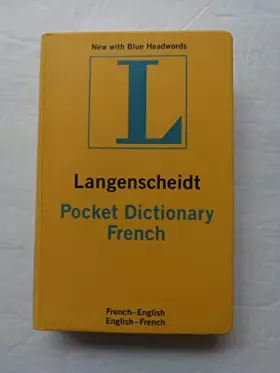 New with Blue Headwords
L
Langenscheidt
Pocket Dictionary
French
French–English
English–French